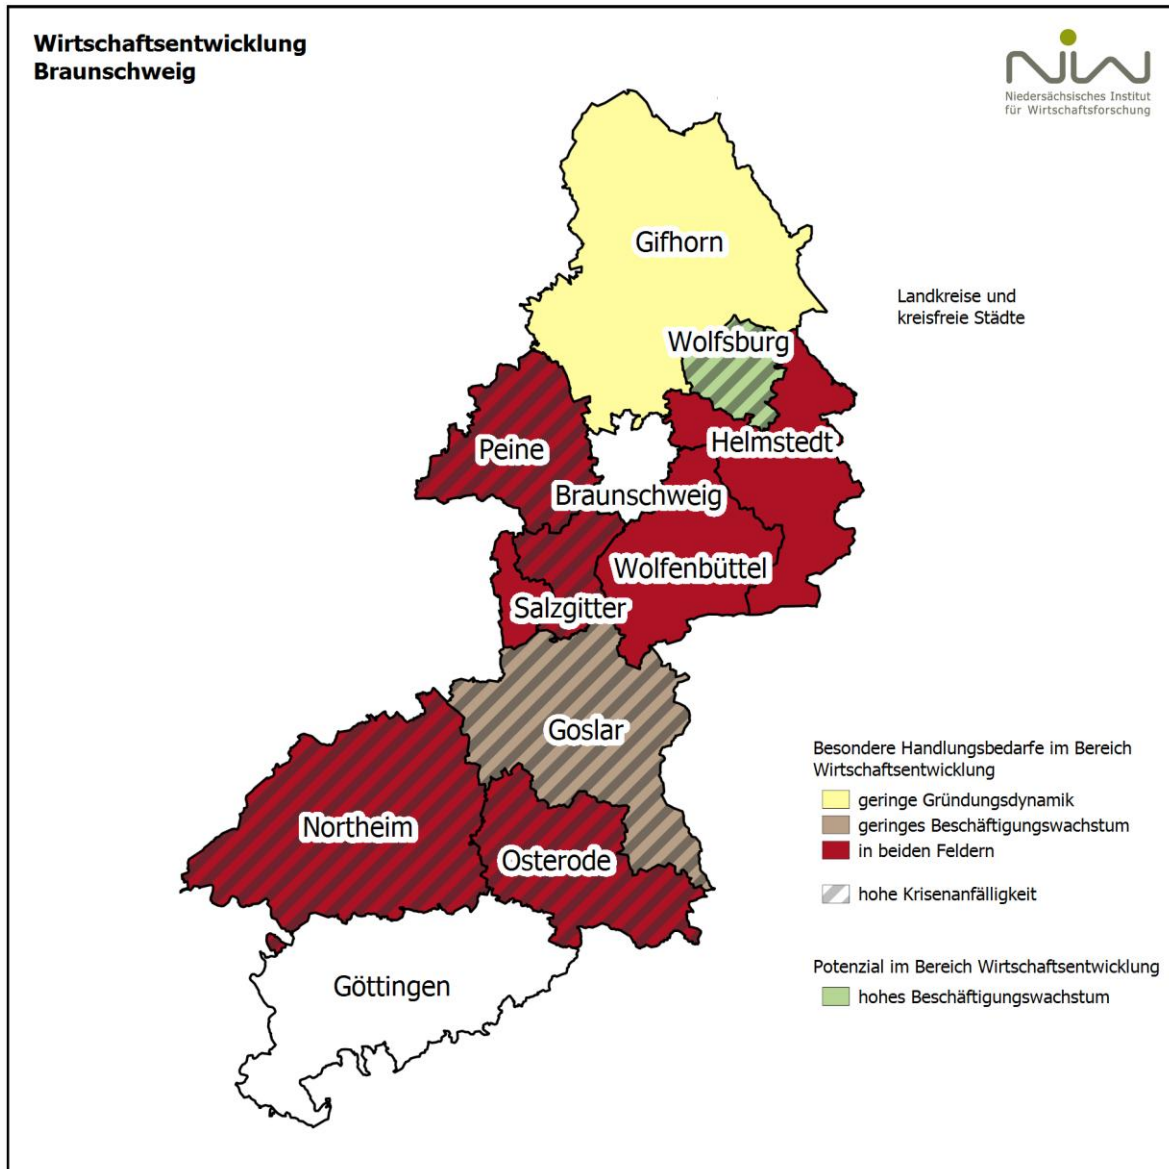 Wirtschaftsentwicklung
Braunschweig
NIW
Niedersächsisches Institut
für Wirtschaftsforschung
Gifhorn
Landkreise und
kreisfreie Städte
Wolfsburg
Peine
Helmstedt
Braunschweig
Wolfenbüttel
Salzgitter
Goslar
Northeim
Osterode
Göttingen
Besondere Handlungsbedarfe im Bereich
Wirtschaftsentwicklung
geringe Gründungsdynamik
geringes Beschäftigungswachstum
in beiden Feldern
hohe Krisenanfälligkeit
Potenzial im Bereich Wirtschaftsentwicklung
hohes Beschäftigungswachstum